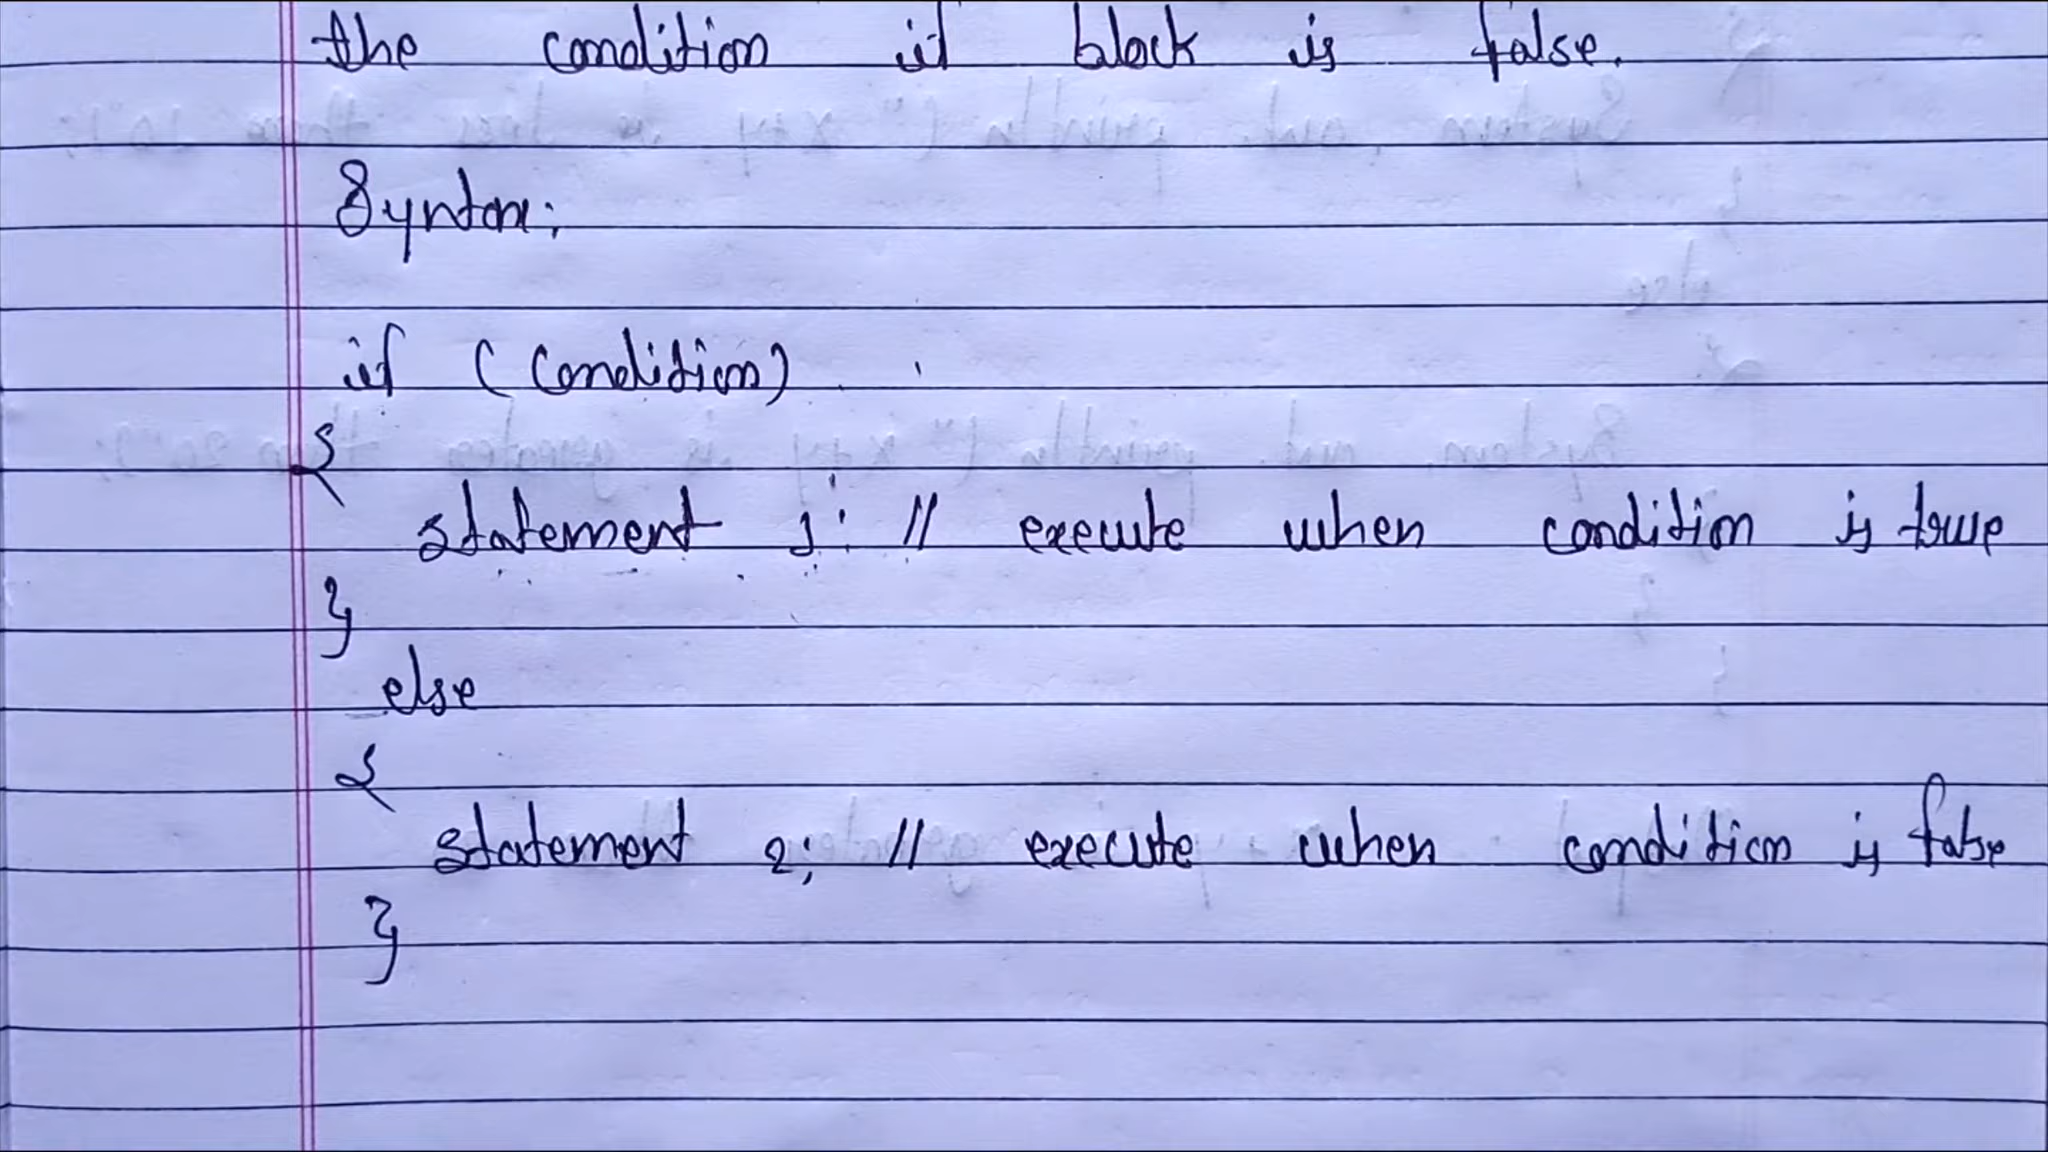 the condition if block is false.
Syntax:
if (Condition)
{
statement 1; // execute when condition is true
}
else
{
statement 2; // execute when condition is false
}